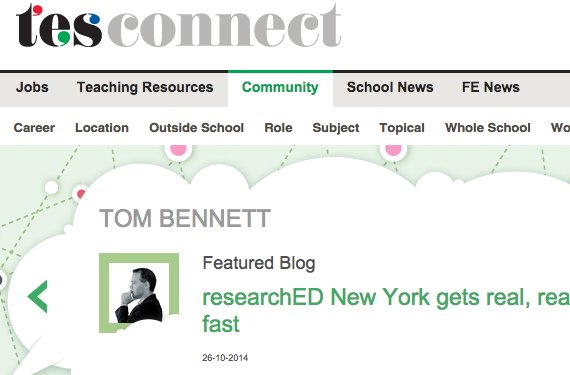 tes connect
Jobs Teaching Resources Community School News FE News
Career Location Outside School Role Subject Topical Whole School Wo
TOM BENNETT
Featured Blog
researchED New York gets real, rea
fast
26-10-2014